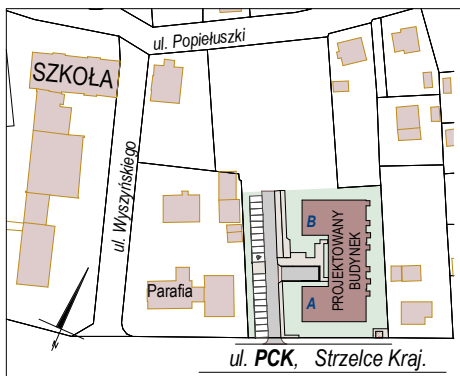 ul. Popiełuszki
SZKOŁA
ul. Wyszyńskiego
B
PROJEKTOWANY
BUDYNEK
Parafia
A
N
ul. PCK, Strzelce Kraj.